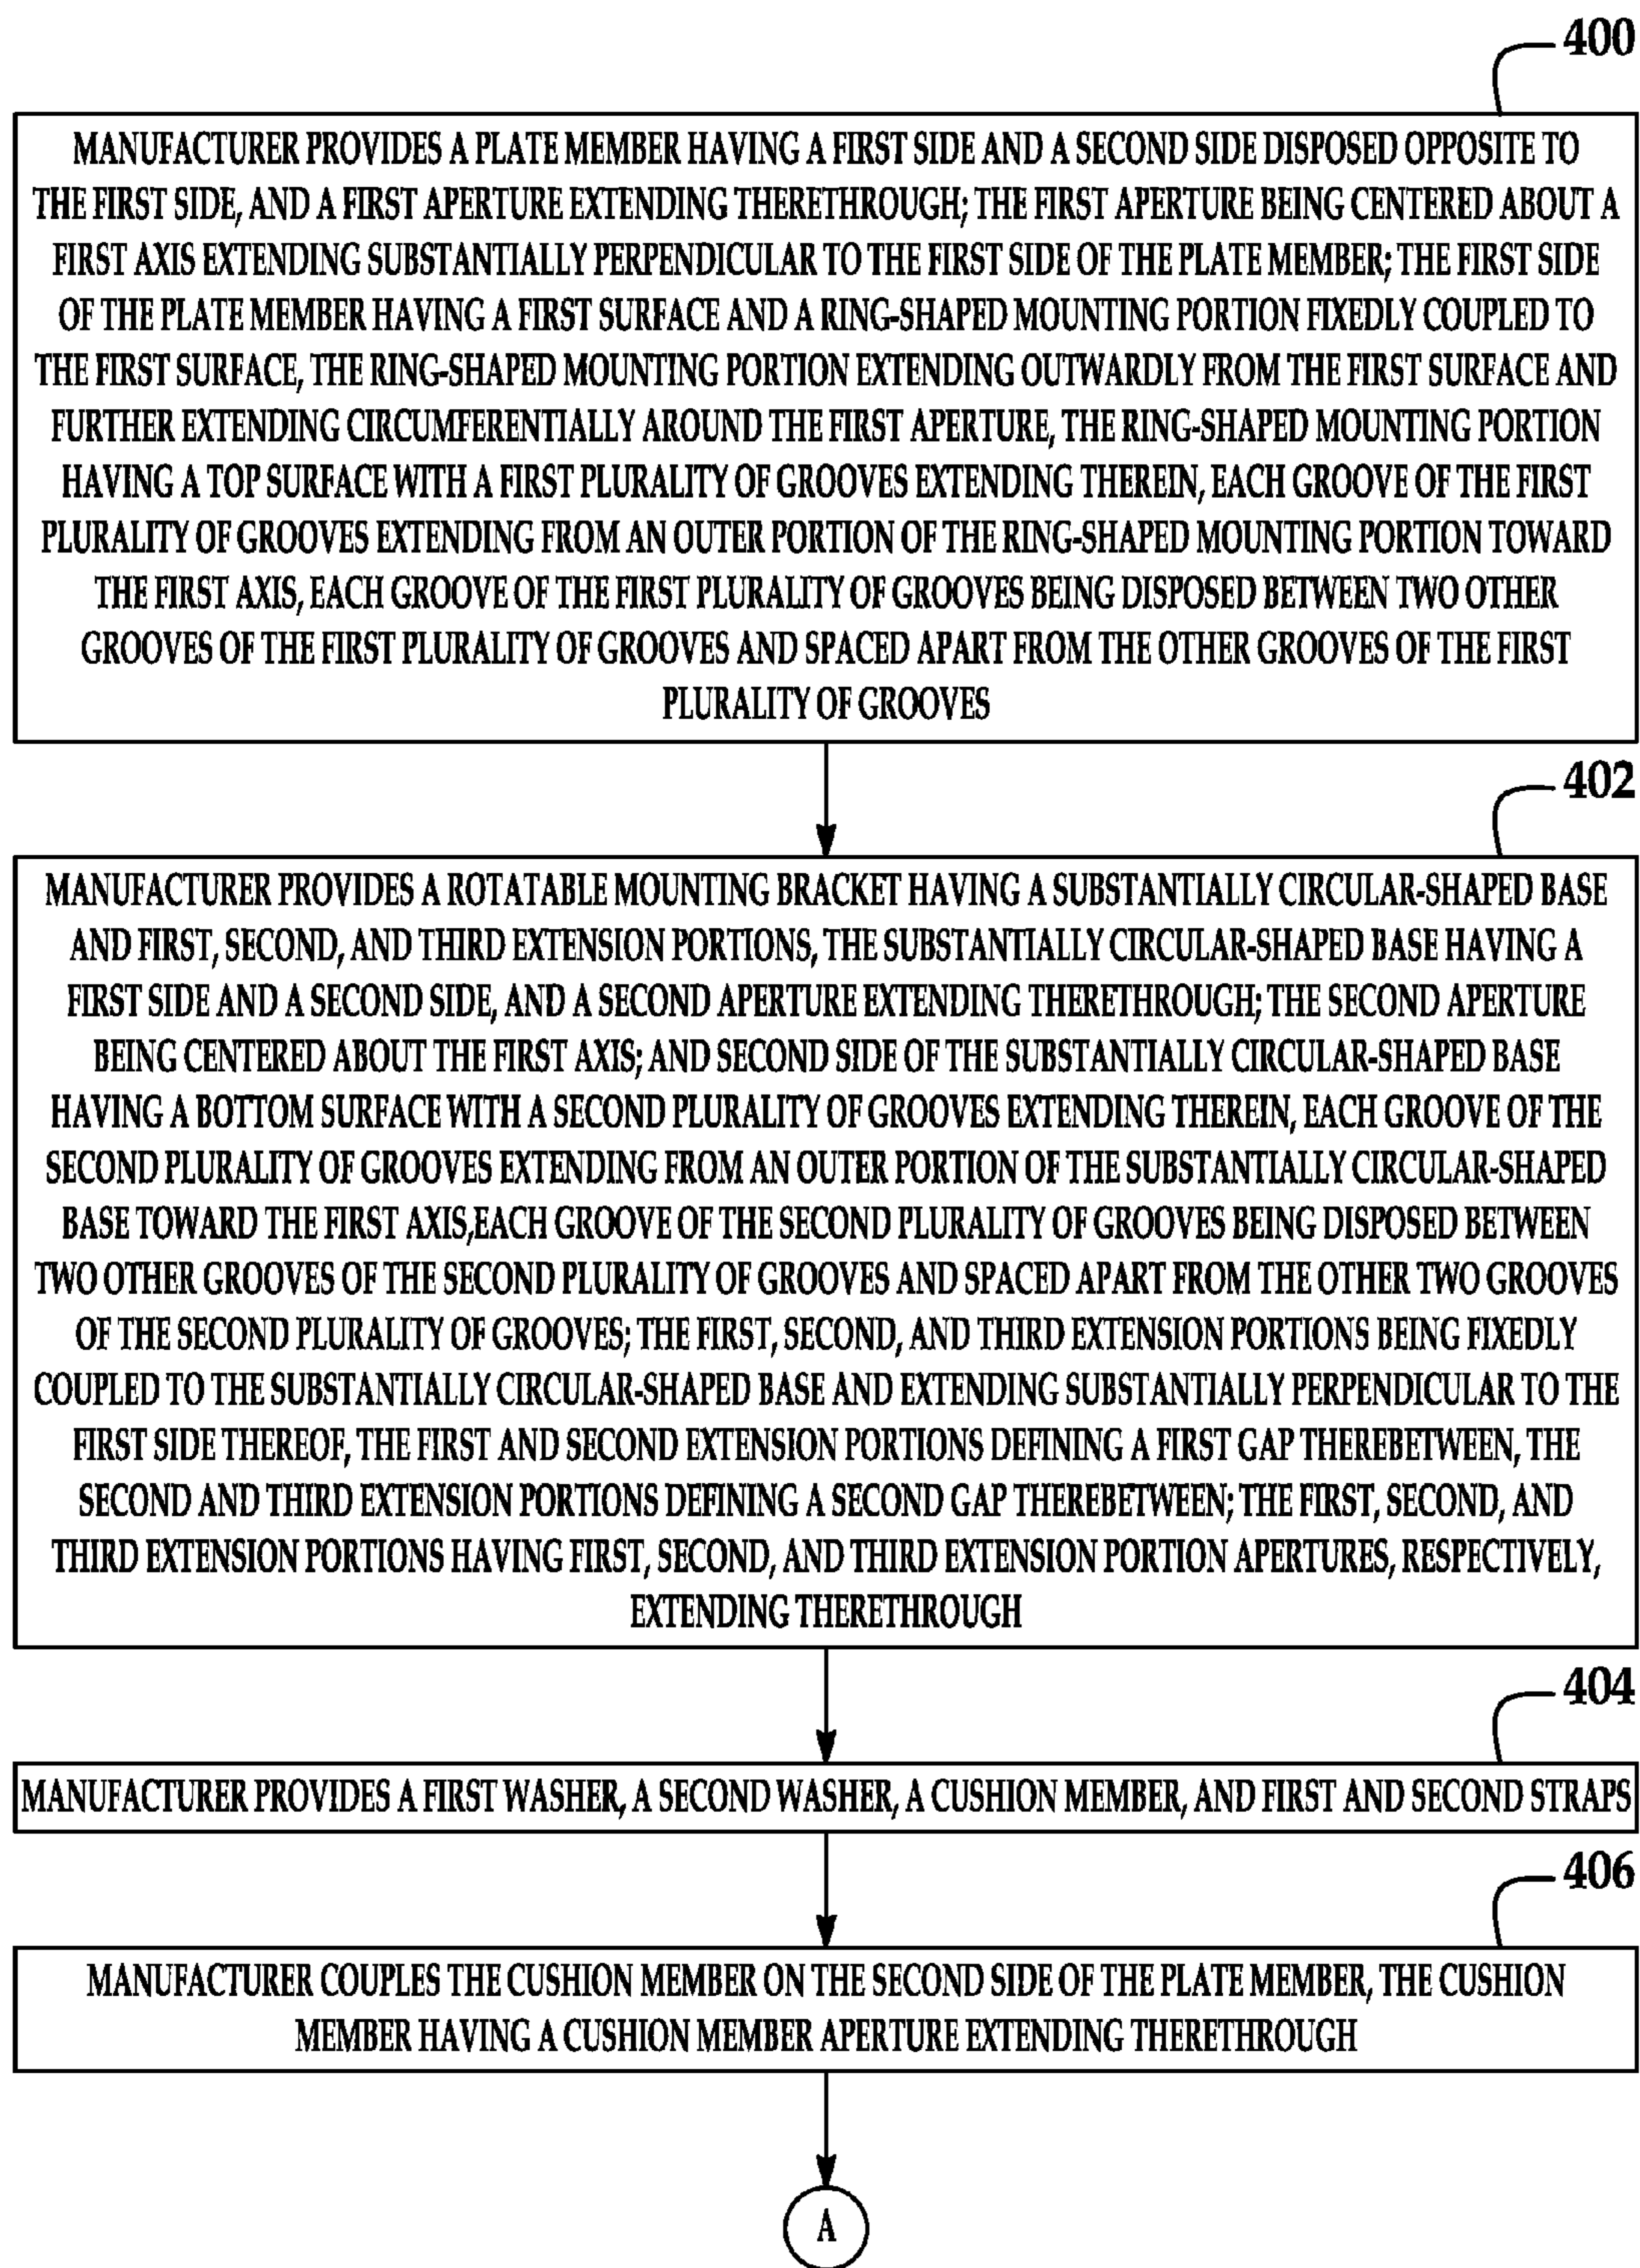 400
MANUFACTURER PROVIDES A PLATE MEMBER HAVING A FIRST SIDE AND A SECOND SIDE DISPOSED OPPOSITE TO
THE FIRST SIDE, AND A FIRST APERTURE EXTENDING THERETHROUGH; THE FIRST APERTURE BEING CENTERED ABOUT A
FIRST AXIS EXTENDING SUBSTANTIALLY PERPENDICULAR TO THE FIRST SIDE OF THE PLATE MEMBER; THE FIRST SIDE
OF THE PLATE MEMBER HAVING A FIRST SURFACE AND A RING-SHAPED MOUNTING PORTION FIXEDLY COUPLED TO
THE FIRST SURFACE, THE RING-SHAPED MOUNTING PORTION EXTENDING OUTWARDLY FROM THE FIRST SURFACE AND
FURTHER EXTENDING CIRCUMFERENTIALLY AROUND THE FIRST APERTURE, THE RING-SHAPED MOUNTING PORTION
HAVING A TOP SURFACE WITH A FIRST PLURALITY OF GROOVES EXTENDING THEREIN, EACH GROOVE OF THE FIRST
PLURALITY OF GROOVES EXTENDING FROM AN OUTER PORTION OF THE RING-SHAPED MOUNTING PORTION TOWARD
THE FIRST AXIS, EACH GROOVE OF THE FIRST PLURALITY OF GROOVES BEING DISPOSED BETWEEN TWO OTHER
GROOVES OF THE FIRST PLURALITY OF GROOVES AND SPACED APART FROM THE OTHER GROOVES OF THE FIRST
PLURALITY OF GROOVES
402
MANUFACTURER PROVIDES A ROTATABLE MOUNTING BRACKET HAVING A SUBSTANTIALLY CIRCULAR-SHAPED BASE
AND FIRST, SECOND, AND THIRD EXTENSION PORTIONS, THE SUBSTANTIALLY CIRCULAR-SHAPED BASE HAVING A
FIRST SIDE AND A SECOND SIDE, AND A SECOND APERTURE EXTENDING THERETHROUGH; THE SECOND APERTURE
BEING CENTERED ABOUT THE FIRST AXIS; AND SECOND SIDE OF THE SUBSTANTIALLY CIRCULAR-SHAPED BASE
HAVING A BOTTOM SURFACE WITH A SECOND PLURALITY OF GROOVES EXTENDING THEREIN, EACH GROOVE OF THE
SECOND PLURALITY OF GROOVES EXTENDING FROM AN OUTER PORTION OF THE SUBSTANTIALLY CIRCULAR-SHAPED
BASE TOWARD THE FIRST AXIS,EACH GROOVE OF THE SECOND PLURALITY OF GROOVES BEING DISPOSED BETWEEN
TWO OTHER GROOVES OF THE SECOND PLURALITY OF GROOVES AND SPACED APART FROM THE OTHER TWO GROOVES
OF THE SECOND PLURALITY OF GROOVES; THE FIRST, SECOND, AND THIRD EXTENSION PORTIONS BEING FIXEDLY
COUPLED TO THE SUBSTANTIALLY CIRCULAR-SHAPED BASE AND EXTENDING SUBSTANTIALLY PERPENDICULAR TO THE
FIRST SIDE THEREOF, THE FIRST AND SECOND EXTENSION PORTIONS DEFINING A FIRST GAP THEREBETWEEN, THE
SECOND AND THIRD EXTENSION PORTIONS DEFINING A SECOND GAP THEREBETWEEN; THE FIRST, SECOND, AND
THIRD EXTENSION PORTIONS HAVING FIRST, SECOND, AND THIRD EXTENSION PORTION APERTURES, RESPECTIVELY,
EXTENDING THERETHROUGH
404
MANUFACTURER PROVIDES A FIRST WASHER, A SECOND WASHER, A CUSHION MEMBER, AND FIRST AND SECOND STRAPS
406
MANUFACTURER COUPLES THE CUSHION MEMBER ON THE SECOND SIDE OF THE PLATE MEMBER, THE CUSHION
MEMBER HAVING A CUSHION MEMBER APERTURE EXTENDING THERETHROUGH
A